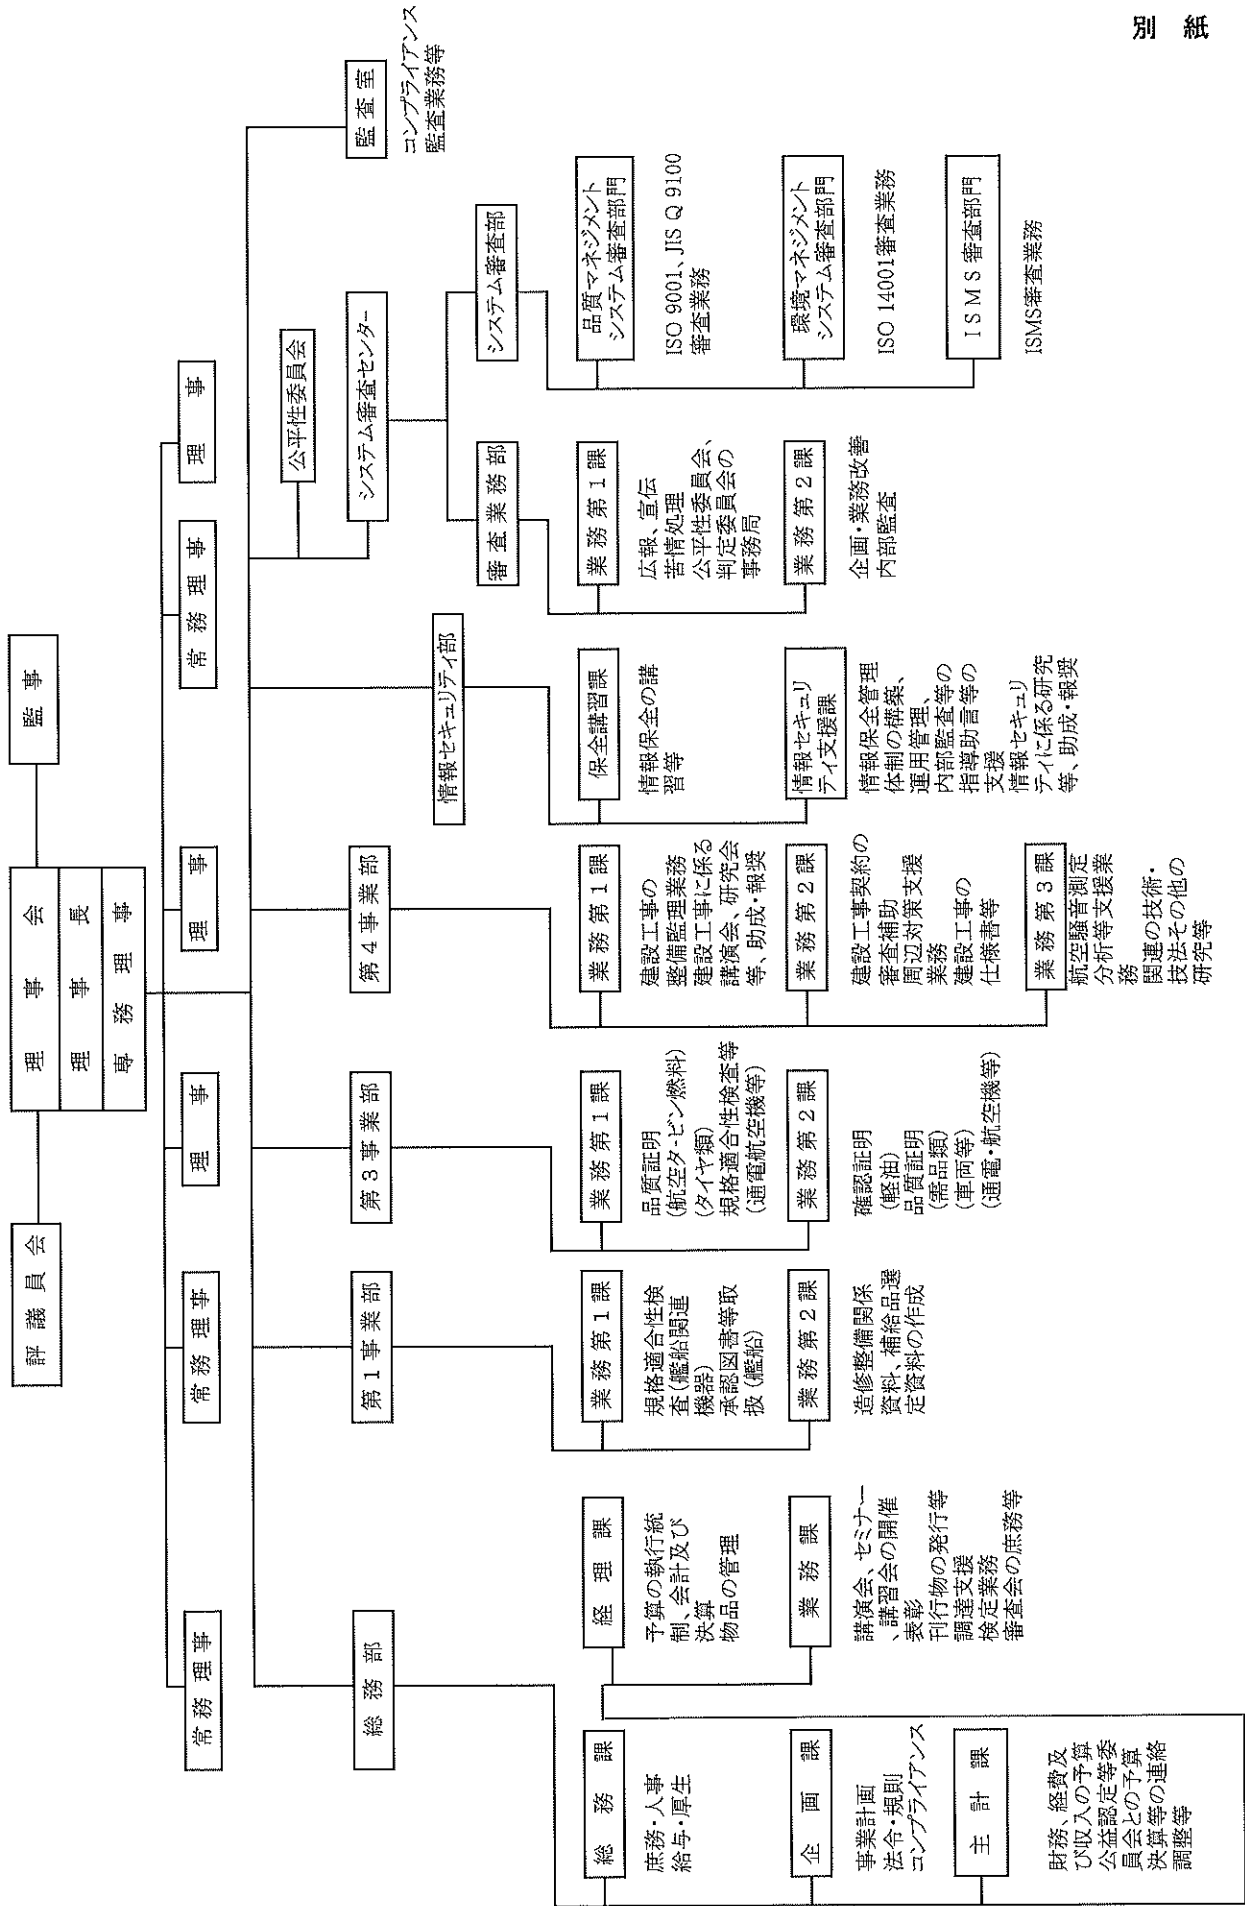 別 紙
評 議 員 会
理 事 会
理 事 長
専 務 理 事
監 事
常 務 理 事
常 務 理 事
理 事
理 事
常 務 理 事
理 事
総 務 部
総 務 課
庶務・人事
給与・厚生
企 画 課
事業計画
法令・規則
コンプライアンス
主 計 課
財務、経費及
び収入の予算
公益認定等委
員会との予算
決算等の連絡
調整等
経 理 課
予算の執行統
制、会計及び
決算
物品の管理
業 務 課
講演会、セミナー
、講習会の開催
表彰
刊行物の発行等
調達支援
検定業務
審査会の庶務等
第1事業部
業務第1課
規格適合性検
査(艦船関連
機器)
承認図書等取
扱(艦船)
業務第2課
造修整備関係
資料、補給品選
定資料の作成
第3事業部
業務第1課
品質証明
(航空タービン燃料)
(タイヤ類)
規格適合性検査等
(通電航空機等)
業務第2課
確認証明
(軽油)
品質証明
(需品類)
(車両等)
(通電・航空機等)
第4事業部
業務第1課
建設工事の
整備監理業務
建設工事に係る
講演会、研究会
等、助成・報奨
業務第2課
建設工事契約の
審査補助
周辺対策支援
業務
建設工事の
仕様書等
業務第3課
航空騒音測定
分析等支援業
務
関連の技術・
技法その他の
研究等
情報セキュリティ部
保全講習課
情報保全の講
習等
情報セキュリ
ティ支援課
情報保全管理
体制の構築、
運用管理、
内部監査等の
指導助言等の
支援
情報セキュリ
ティに係る研究
等、助成・報奨
公平性委員会
システム審査センター
審査業務部
業務第1課
広報、宣伝
苦情処理
公平性委員会、
判定委員会の
事務局
業務第2課
企画・業務改善
内部監査
システム審査部
品質マネジメント
システム審査部門
ISO 9001、JIS Q 9100
審査業務
環境マネジメント
システム審査部門
ISO 14001審査業務
ISMS審査部門
ISMS審査業務
監査室
コンプライアンス
監査業務等